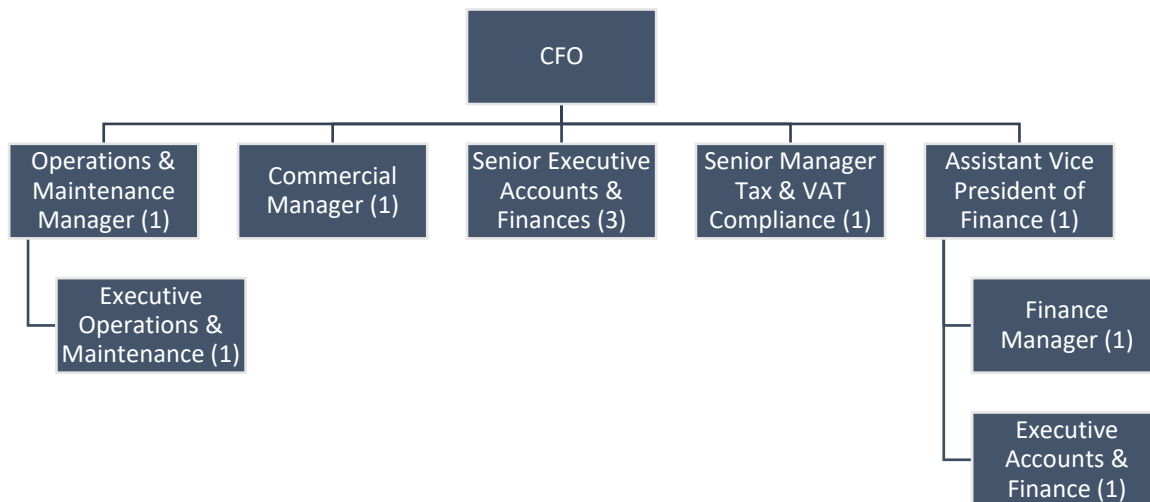 CFO
Operations &
Maintenance
Manager (1)
Commercial
Manager (1)
Senior Executive
Accounts &
Finances (3)
Senior Manager
Tax & VAT
Compliance (1)
Assistant Vice
President of
Finance (1)
Executive
Operations &
Maintenance (1)
Finance
Manager (1)
Executive
Accounts &
Finance (1)